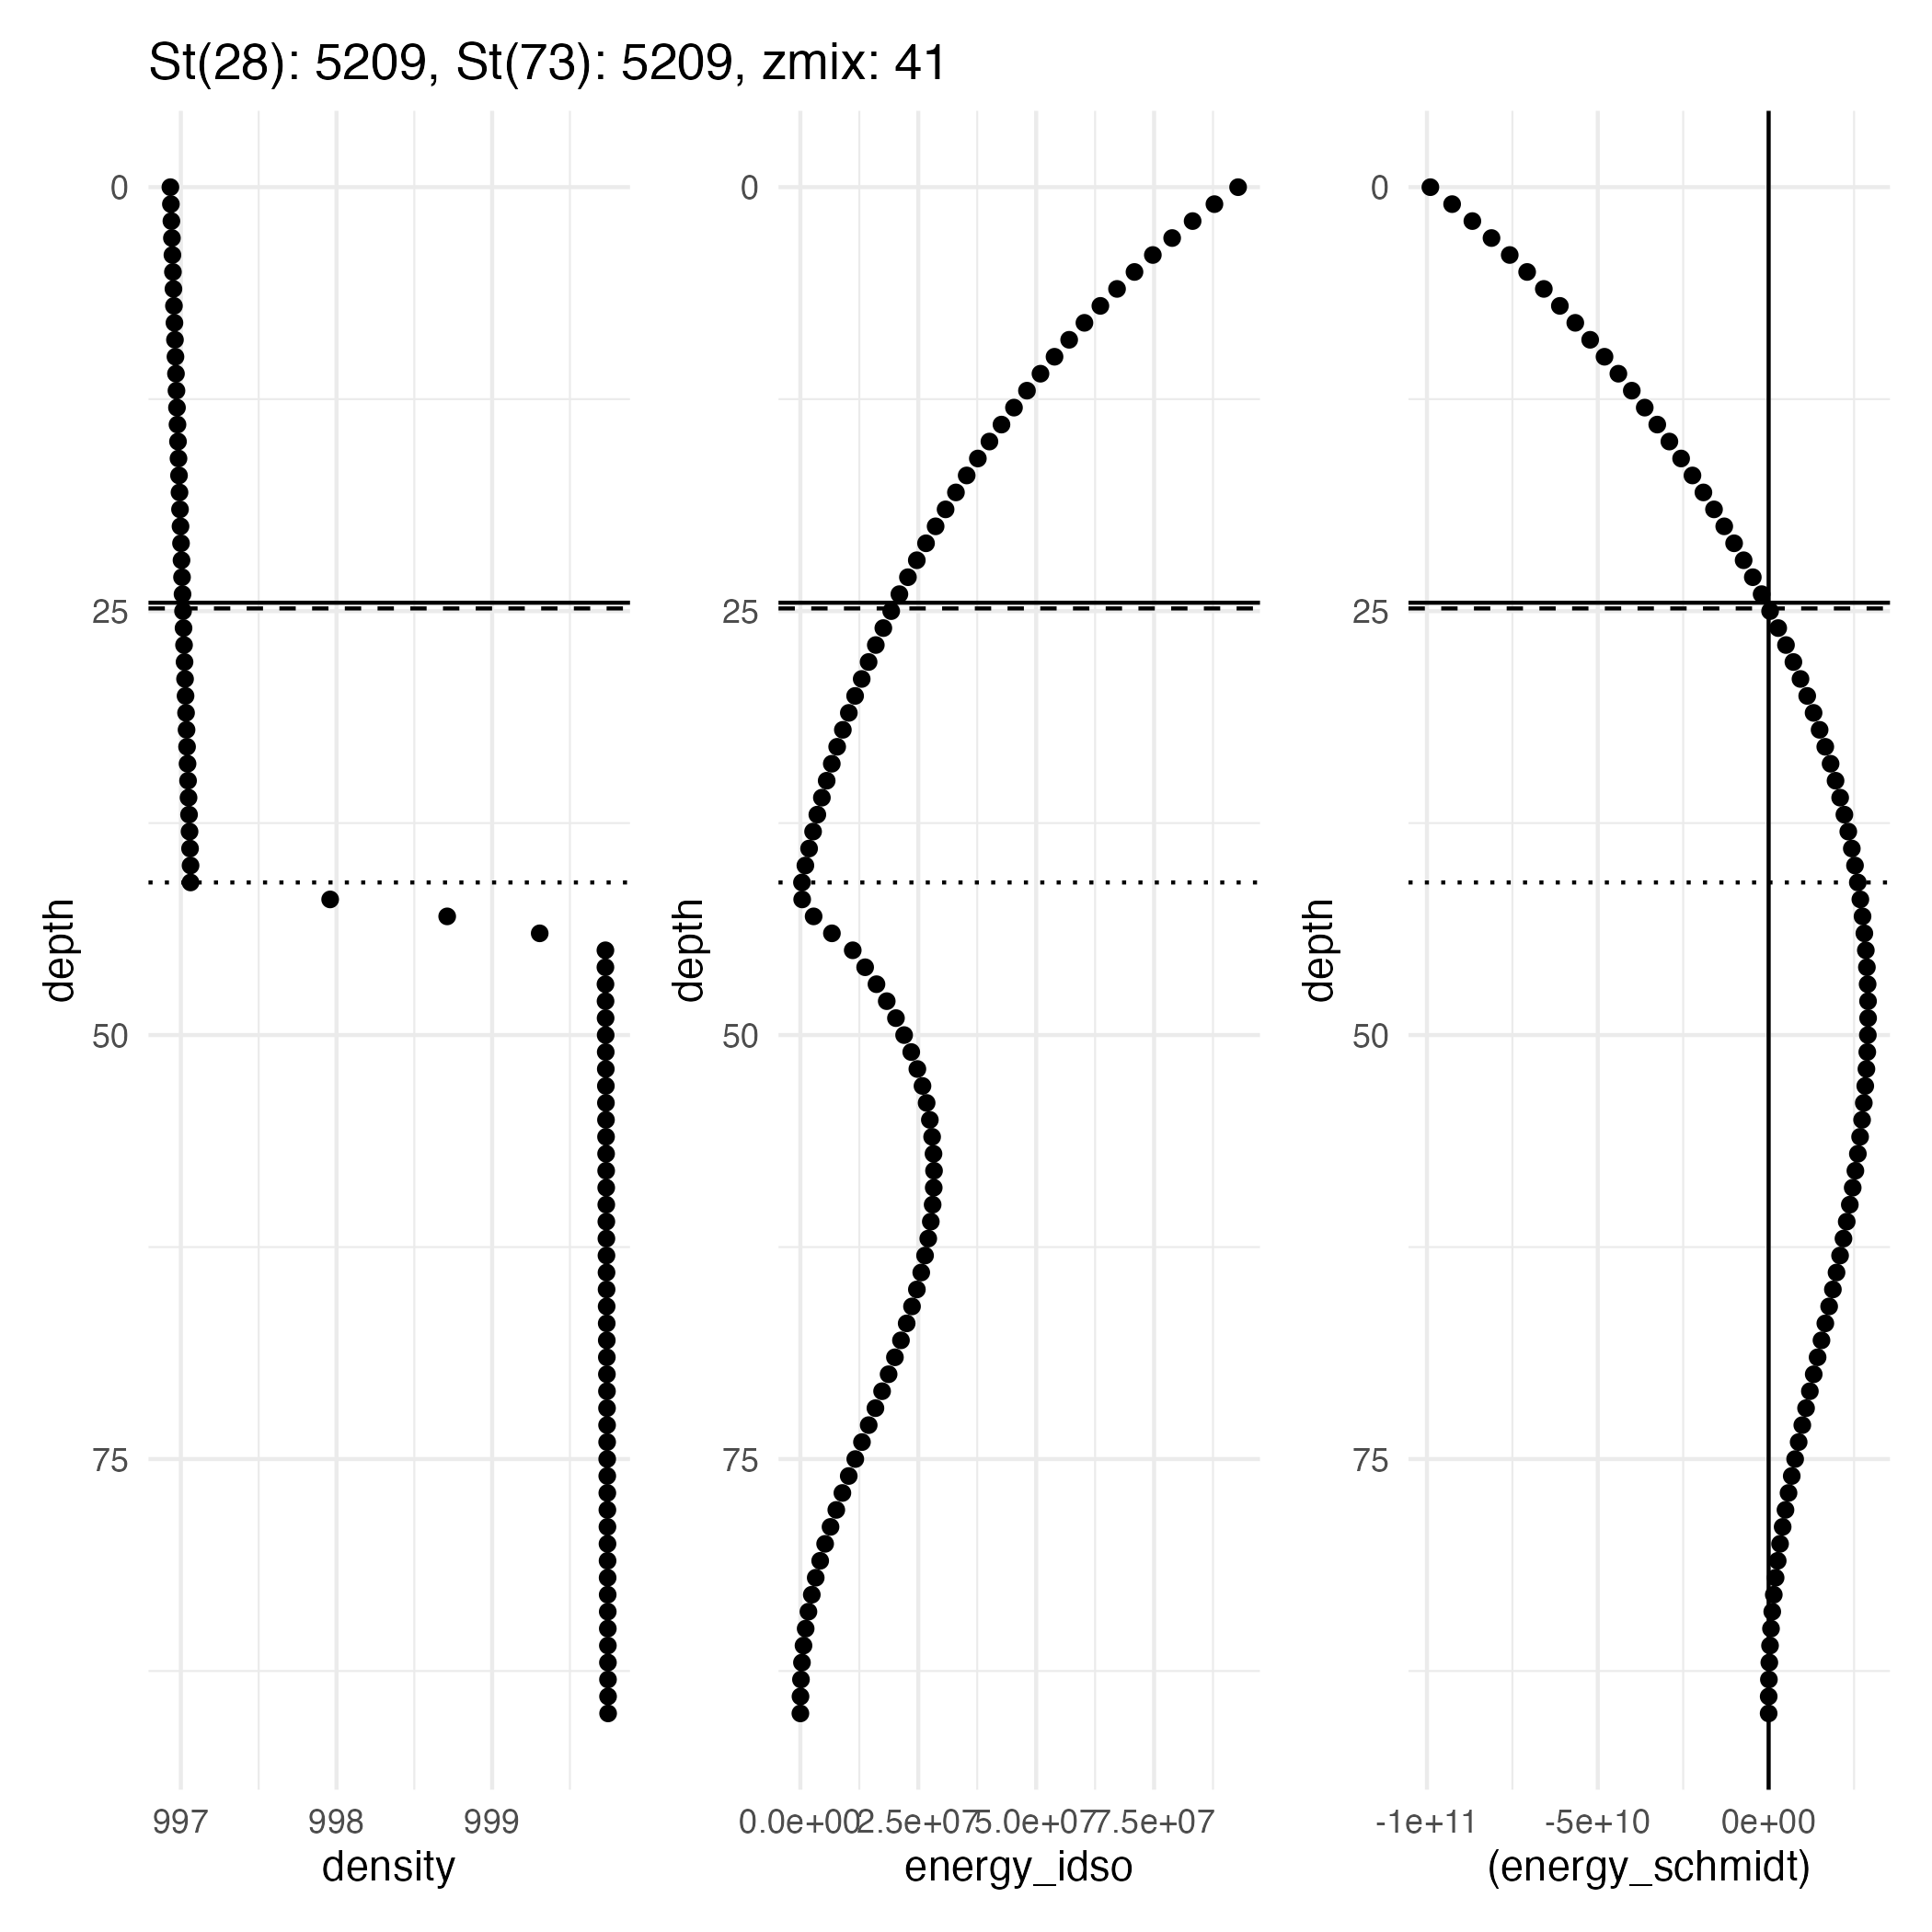 St(28): 5209, St(73): 5209, zmix: 41
depth
0
25
50
75
997
998
999
density
depth
0
25
50
75
0.0e+00
2.5e+07
5.0e+07
7.5e+07
energy_idso
depth
0
25
50
75
-1e+11
-5e+10
0e+00
(energy_schmidt)